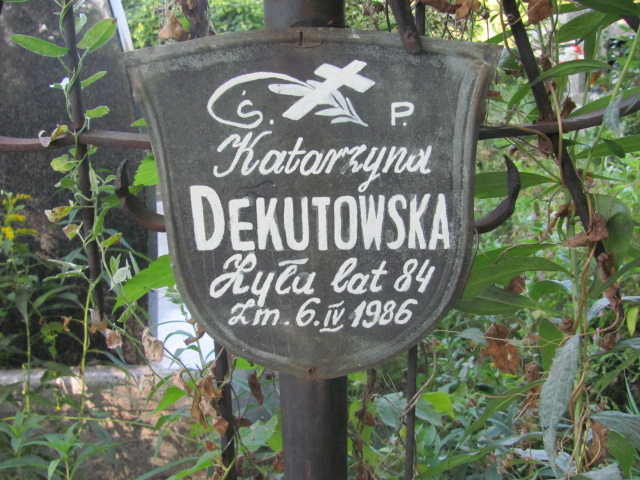 Ś. P.
Katarzyna
DEKUTOWSKA
Żyła lat 84
Zm. 6. IV 1986